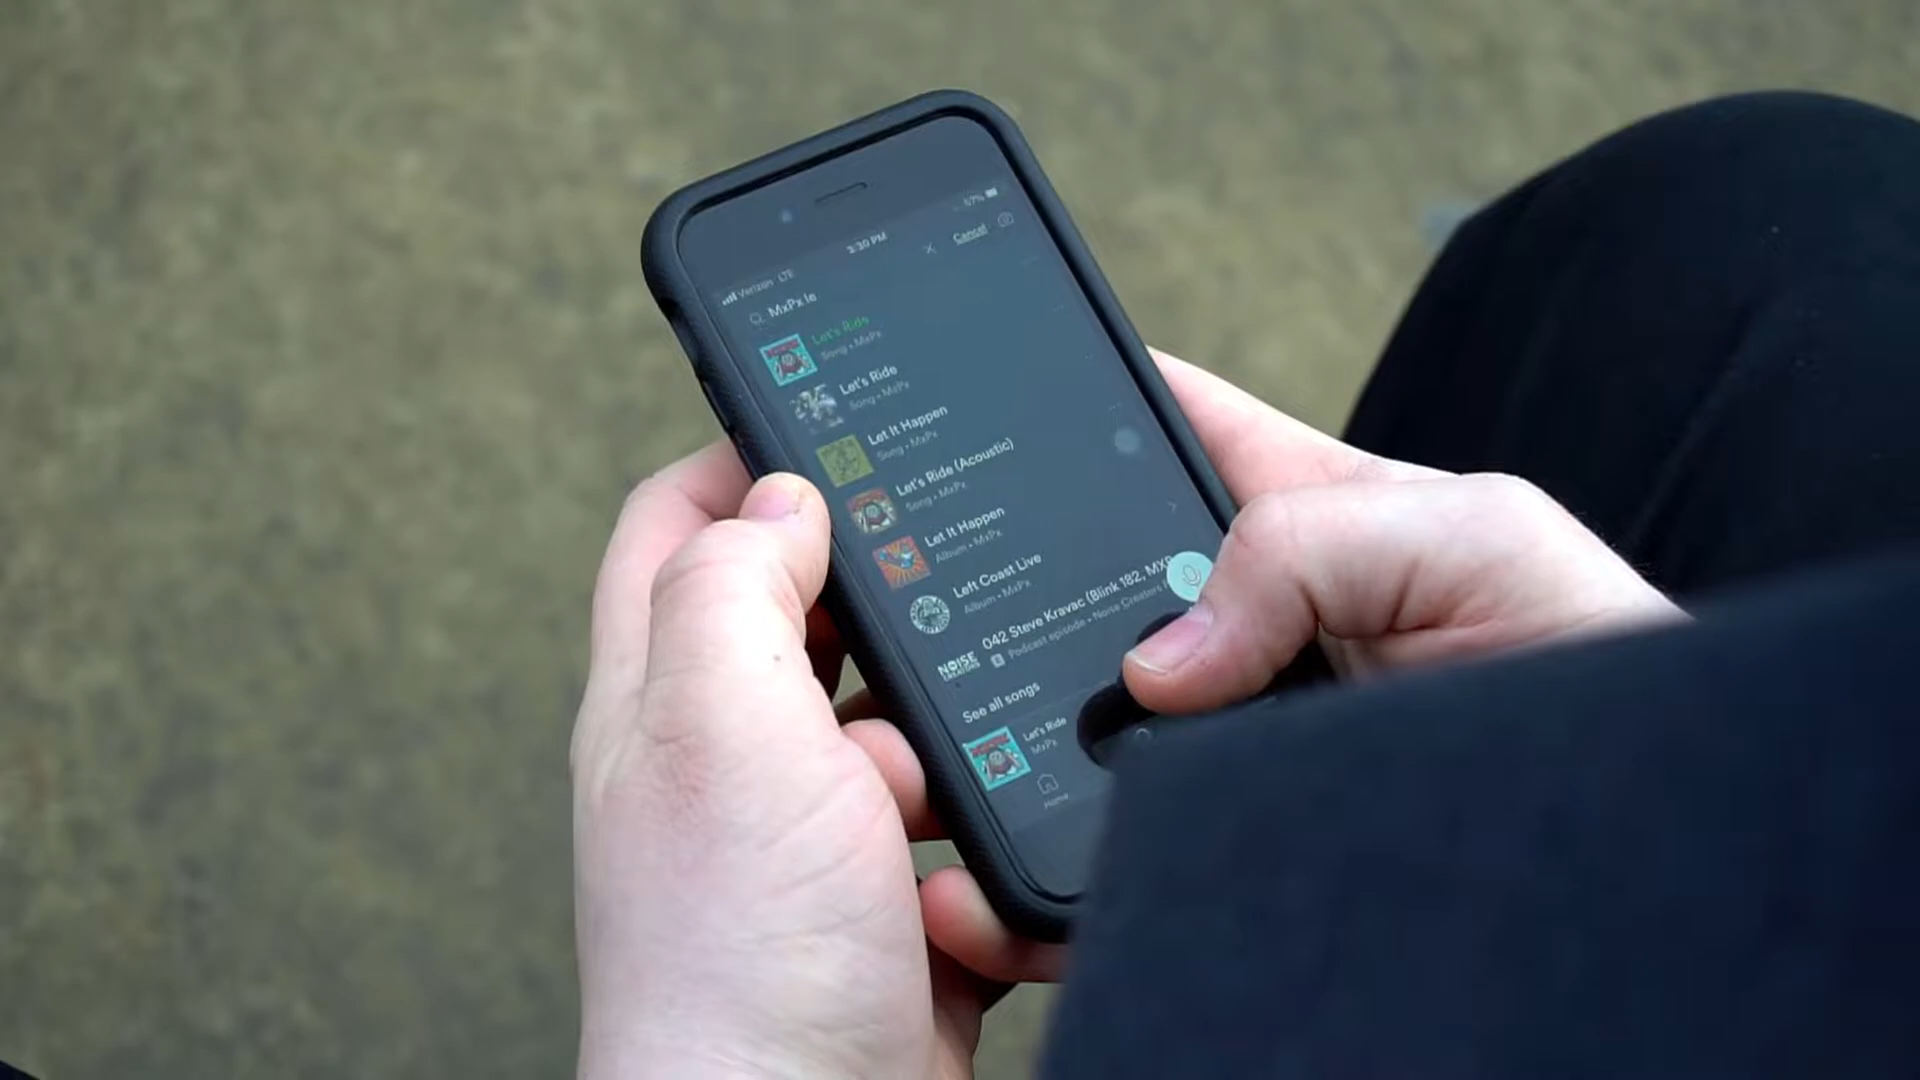 Verizon LTE
3:30 PM
57%
MxPx le
Cancel
Let's Ride
Song • MxPx
Let's Ride
Song • MxPx
Let It Happen
Song • MxPx
Let's Ride (Acoustic)
Song • MxPx
Let It Happen
Album • MxPx
Left Coast Live
Album • MxPx
NOISE
CREATORS
042 Steve Kravac (Blink 182, MXP
E Podcast episode • Noise Creators
See all songs
Let's Ride
MxPx
Home